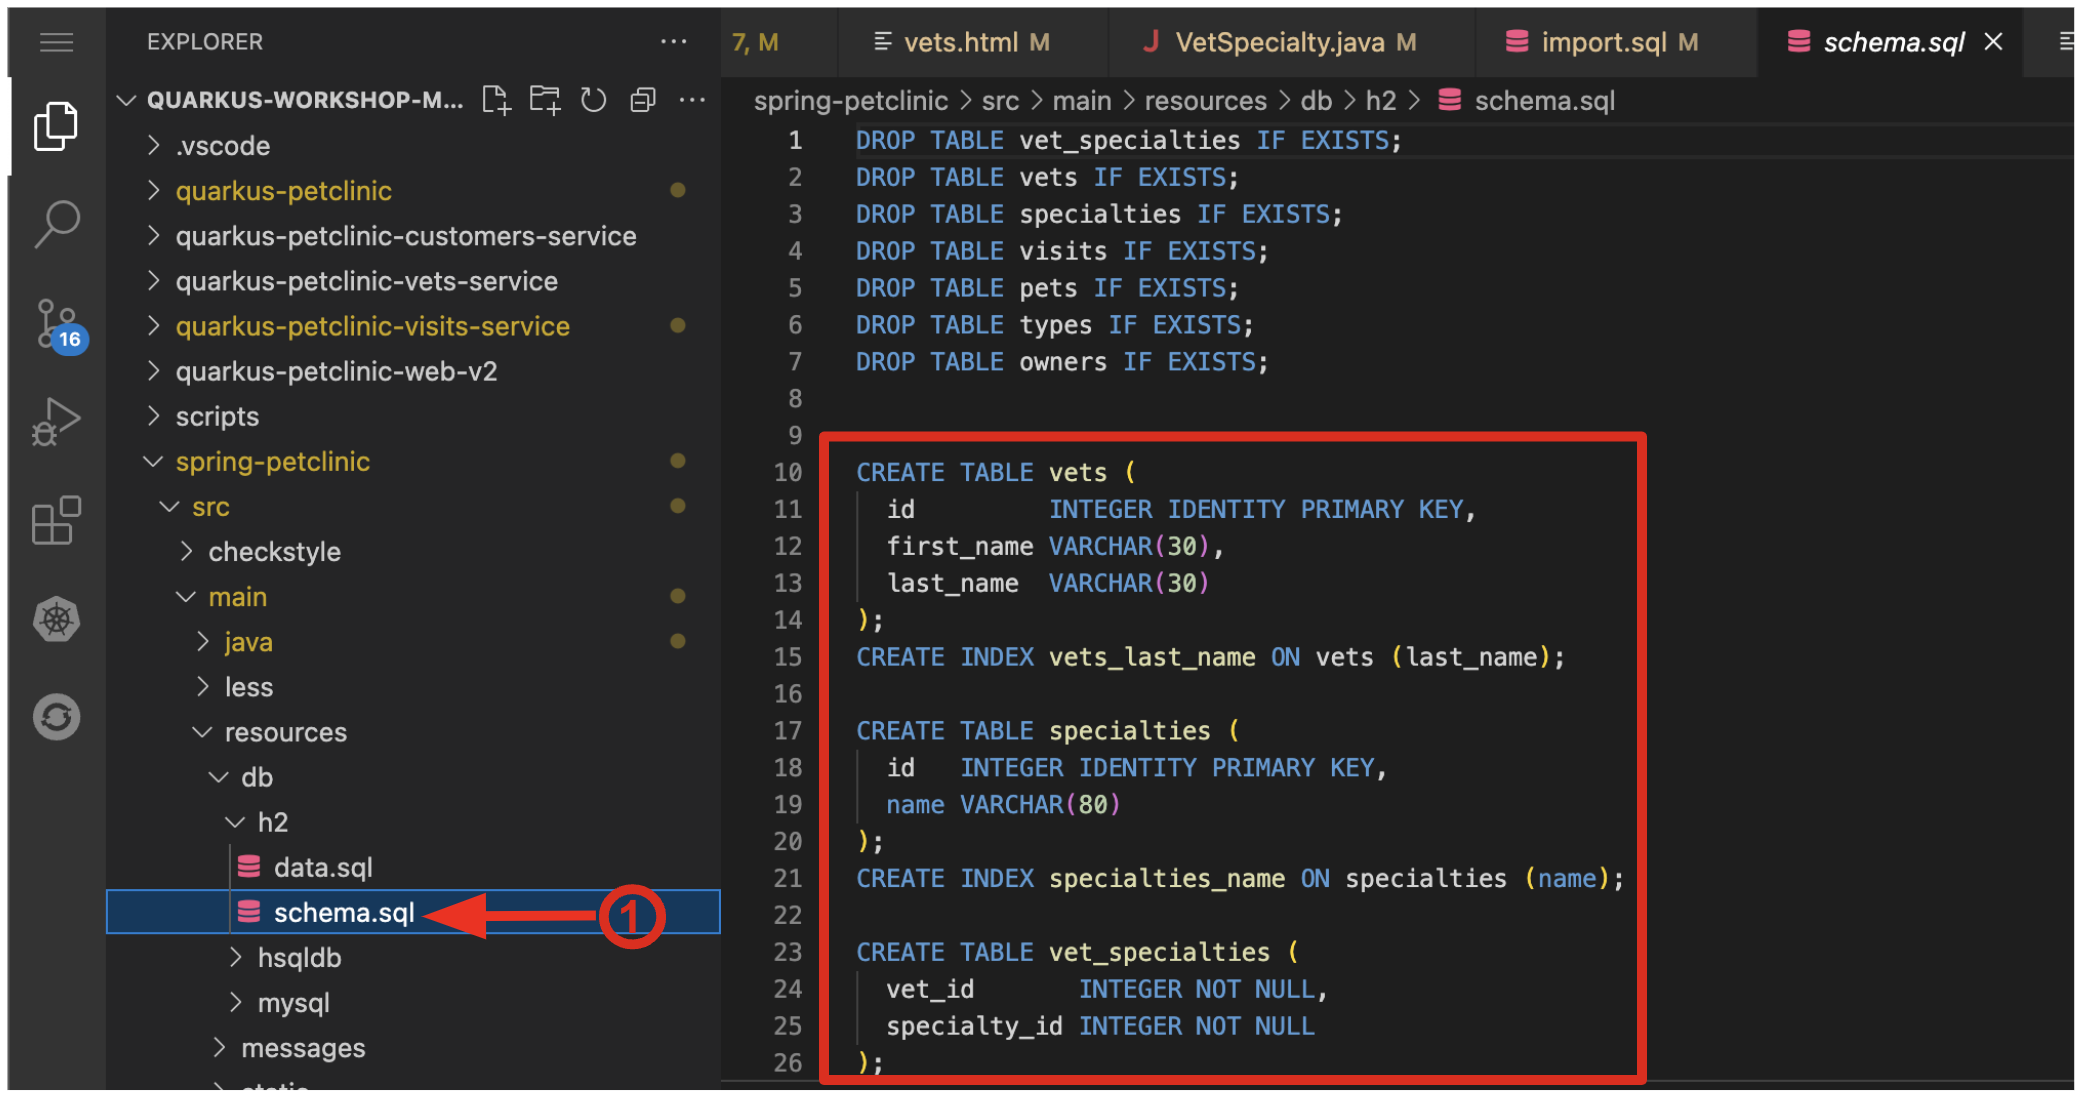 EXPLORER
7, M
vets.html M
VetSpecialty.java M
import.sql M
schema.sql
QUARKUS-WORKSHOP-M...
spring-petclinic > src > main > resources > db > h2 > schema.sql
.vscode
quarkus-petclinic
quarkus-petclinic-customers-service
quarkus-petclinic-vets-service
quarkus-petclinic-visits-service
quarkus-petclinic-web-v2
scripts
spring-petclinic
src
checkstyle
main
java
less
resources
db
h2
data.sql
schema.sql
hsqldb
mysql
messages
static
16
1
1 DROP TABLE vet_specialties IF EXISTS;
2 DROP TABLE vets IF EXISTS;
3 DROP TABLE specialties IF EXISTS;
4 DROP TABLE visits IF EXISTS;
5 DROP TABLE pets IF EXISTS;
6 DROP TABLE types IF EXISTS;
7 DROP TABLE owners IF EXISTS;
8
9
10 CREATE TABLE vets (
11 id INTEGER IDENTITY PRIMARY KEY,
12 first_name VARCHAR(30),
13 last_name VARCHAR(30)
14 );
15 CREATE INDEX vets_last_name ON vets (last_name);
16
17 CREATE TABLE specialties (
18 id INTEGER IDENTITY PRIMARY KEY,
19 name VARCHAR(80)
20 );
21 CREATE INDEX specialties_name ON specialties (name);
22
23 CREATE TABLE vet_specialties (
24 vet_id INTEGER NOT NULL,
25 specialty_id INTEGER NOT NULL
26 );